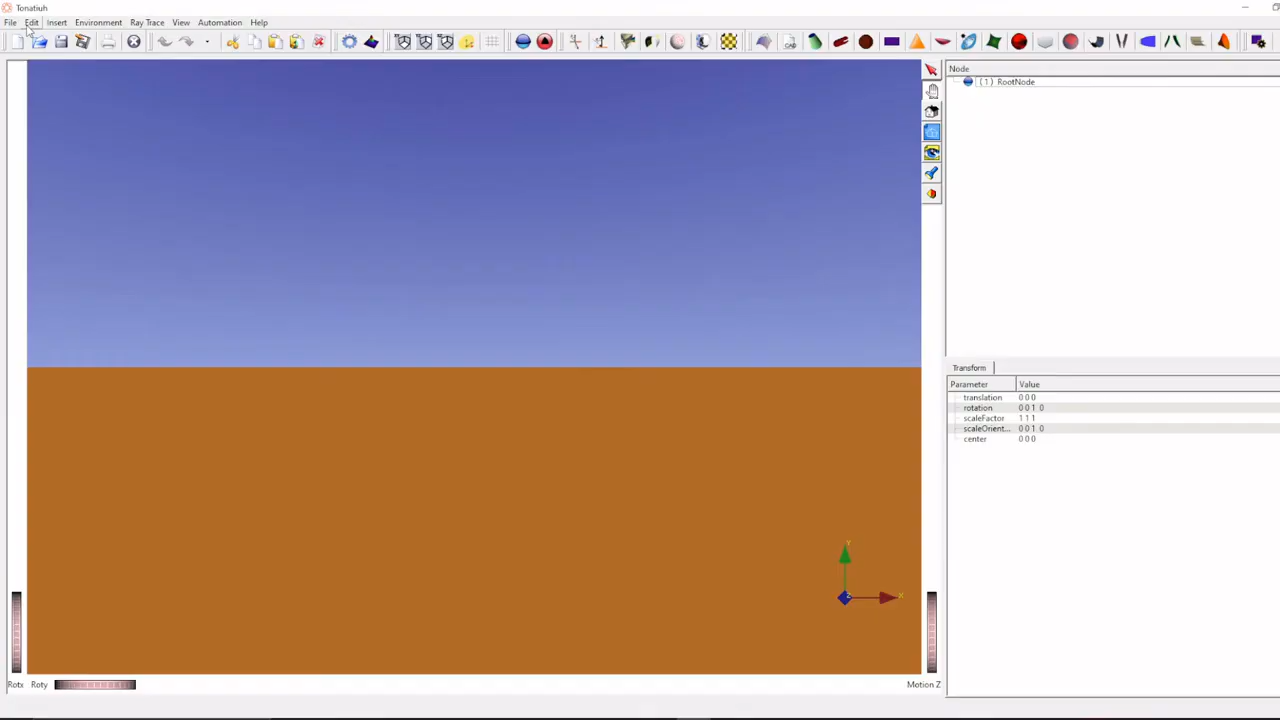 Tonatiuh
File Edit Insert Environment Ray Trace View Automation Help
Node
(1) RootNode
Transform
Parameter Value
translation 0 0 0
rotation 0 0 1 0
scaleFactor 1 1 1
scaleOrient... 0 0 1 0
center 0 0 0
Y
X
Rotx Roty Motion Z